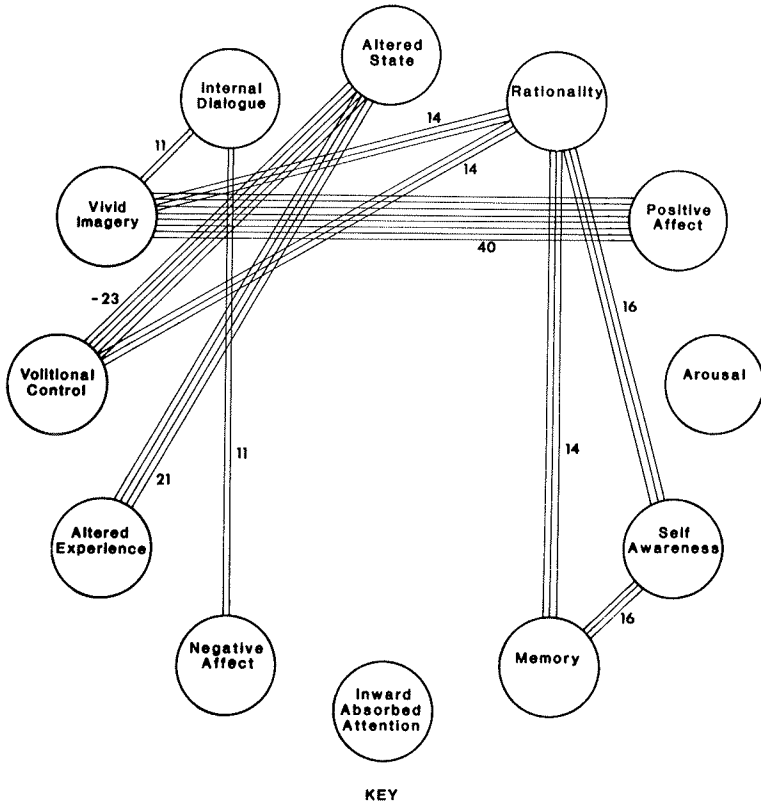 Altered
State
Internal
Dialogue
Rationality
11
14
14
Vivid
Imagery
Positive
Affect
40
-23
16
Volitional
Control
Arousal
11
14
21
Altered
Experience
Self
Awareness
16
Negative
Affect
Memory
Inward
Absorbed
Attention
KEY